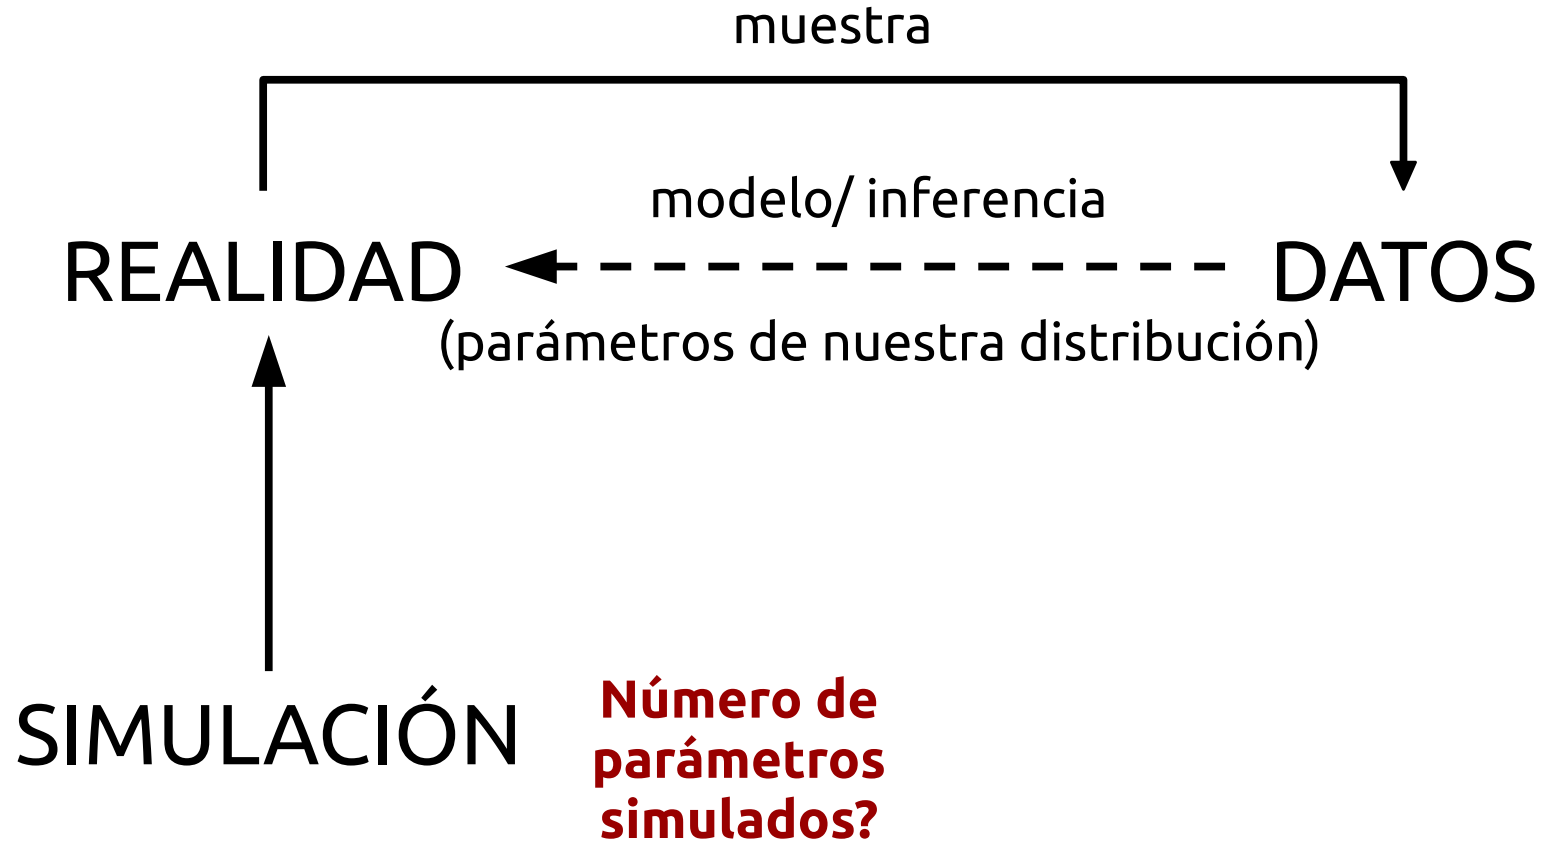 muestra
modelo/ inferencia
REALIDAD
DATOS
(parámetros de nuestra distribución)
SIMULACIÓN
Número de
parámetros
simulados?